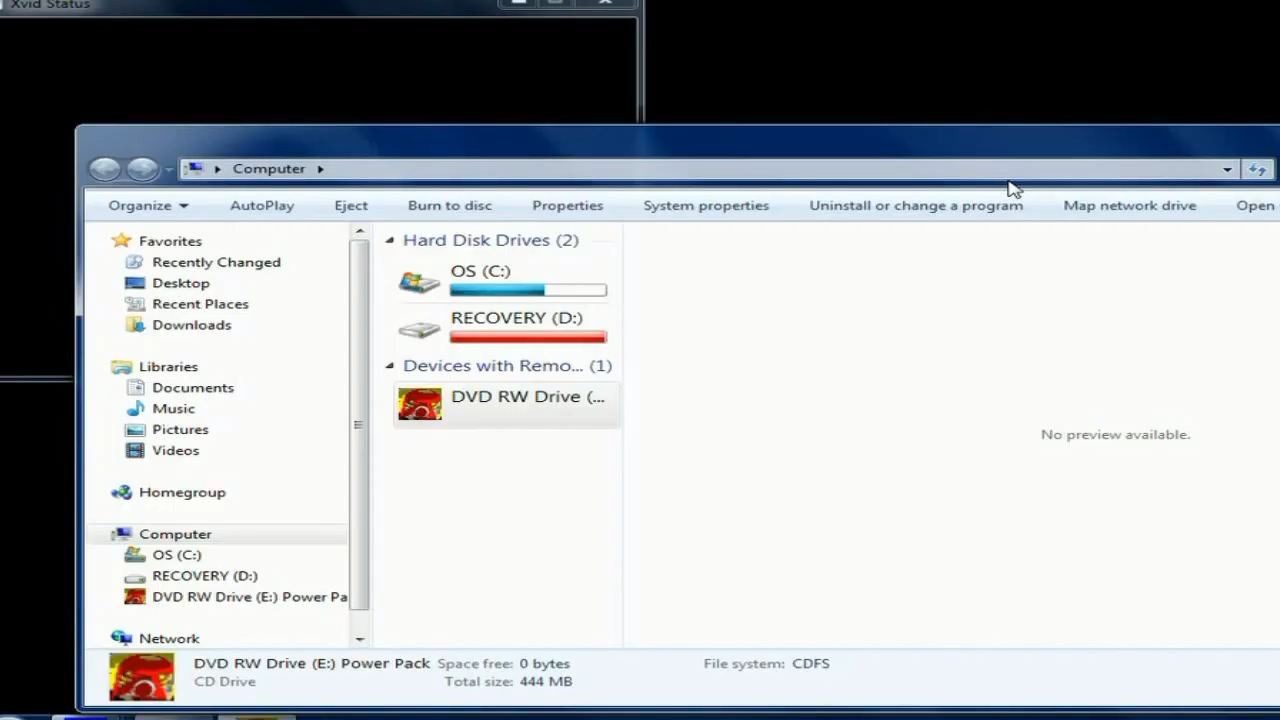 Xvid Status
Computer
Organize AutoPlay Eject Burn to disc Properties System properties Uninstall or change a program Map network drive Open
Favorites
Recently Changed
Desktop
Recent Places
Downloads
Libraries
Documents
Music
Pictures
Videos
Homegroup
Computer
OS (C:)
RECOVERY (D:)
DVD RW Drive (E:) Power Pa
Network
Hard Disk Drives (2)
OS (C:)
RECOVERY (D:)
Devices with Remo... (1)
DVD RW Drive (...
No preview available.
DVD RW Drive (E:) Power Pack Space free: 0 bytes File system: CDFS
CD Drive Total size: 444 MB